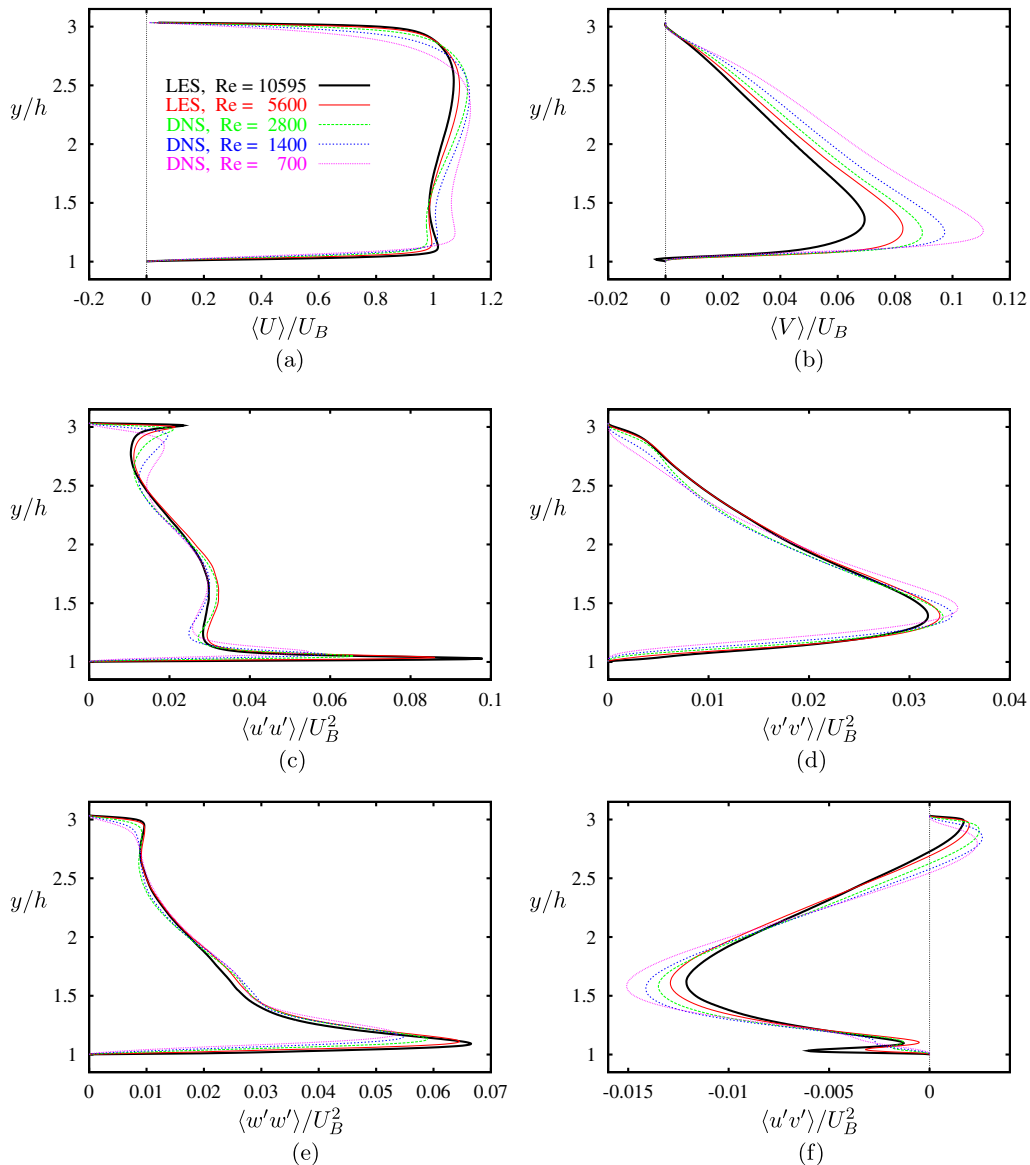 3
2.5
y/h
2
1.5
1
-0.2 0 0.2 0.4 0.6 0.8 1 1.2
LES, Re = 10595
LES, Re = 5600
DNS, Re = 2800
DNS, Re = 1400
DNS, Re = 700
⟨U⟩/U_B
(a)
3
2.5
y/h
2
1.5
1
-0.02 0 0.02 0.04 0.06 0.08 0.1 0.12
⟨V⟩/U_B
(b)
3
2.5
y/h
2
1.5
1
0 0.02 0.04 0.06 0.08 0.1
⟨u′u′⟩/U_B^2
(c)
3
2.5
y/h
2
1.5
1
0 0.01 0.02 0.03 0.04
⟨v′v′⟩/U_B^2
(d)
3
2.5
y/h
2
1.5
1
0 0.01 0.02 0.03 0.04 0.05 0.06 0.07
⟨w′w′⟩/U_B^2
(e)
3
2.5
y/h
2
1.5
1
-0.015 -0.01 -0.005 0
⟨u′v′⟩/U_B^2
(f)